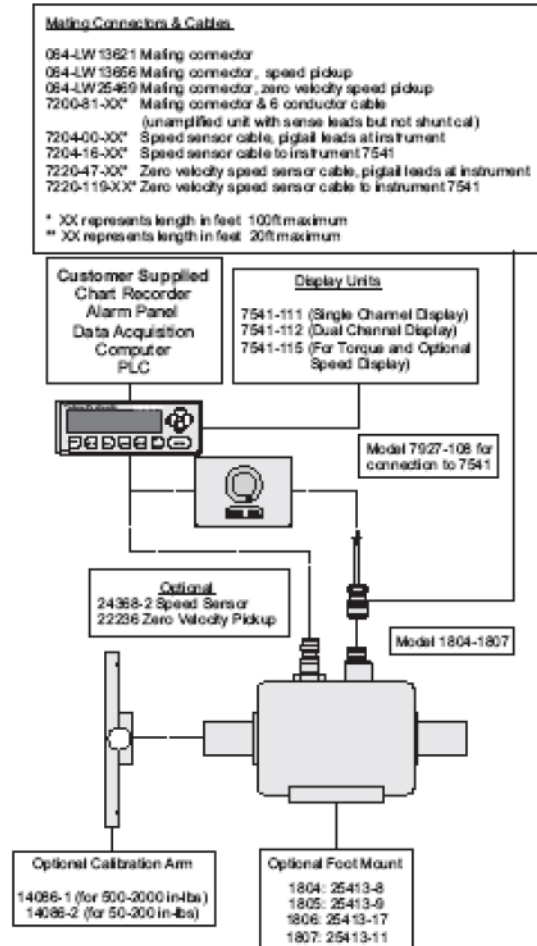 Mating Connectors & Cables
064-LW13621 Mating connector
064-LW13656 Mating connector, speed pickup
064-LW25469 Mating connector, zero velocity speed pickup
7200-81-XX* Mating connector & 6 conductor cable
(unamplified unit with sense leads but not shunt cal)
7204-00-XX* Speed sensor cable, pigtail leads at instrument
7204-16-XX* Speed sensor cable to instrument 7541
7220-47-XX* Zero velocity speed sensor cable, pigtail leads at instrument
7220-119-XX* Zero velocity speed sensor cable to instrument 7541
* XX represents length in feet 100ft maximum
** XX represents length in feet 20ft maximum
Customer Supplied
Chart Recorder
Alarm Panel
Data Acquisition
Computer
PLC
Display Units
7541-111 (Single Channel Display)
7541-112 (Dual Channel Display)
7541-115 (For Torque and Optional
Speed Display)
Model 7927-108 for
connection to 7541
Optional
24368-2 Speed Sensor
22236 Zero Velocity Pickup
Model 1804-1807
Optional Calibration Arm
14086-1 (for 500-2000 in-lbs)
14086-2 (for 50-200 in-lbs)
Optional Foot Mount
1804: 25413-8
1805: 25413-9
1806: 25413-17
1807: 25413-11